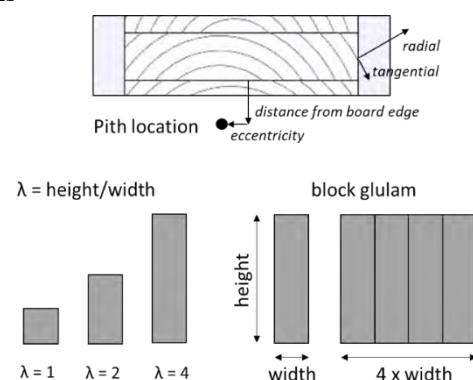 radial
tangential
distance from board edge
Pith location
eccentricity
λ = height/width
block glulam
height
λ = 1
λ = 2
λ = 4
width
4 x width